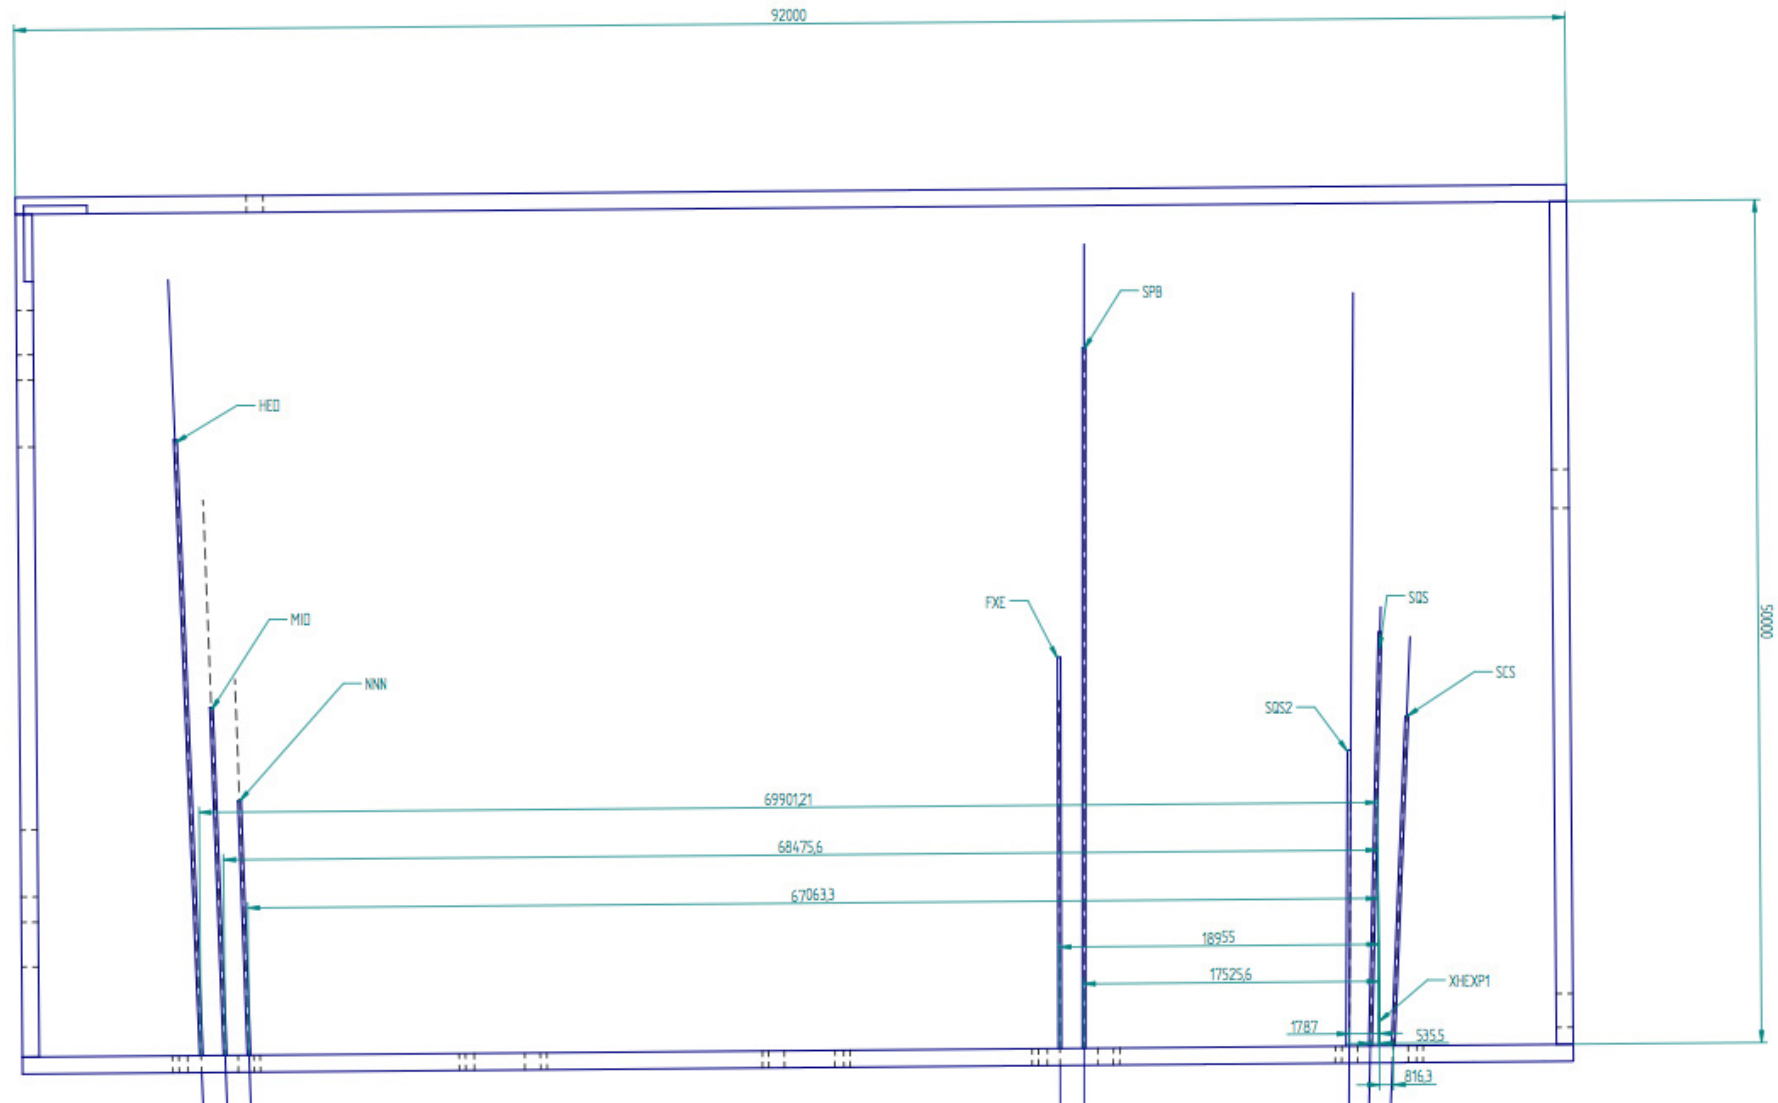 92000
SPB
HED
FXE
SQS
50000
MID
SCS
NNN
SQS2
69901,21
68475,6
67063,3
18955
17525,6
XHEXP1
1787
535,5
816,3